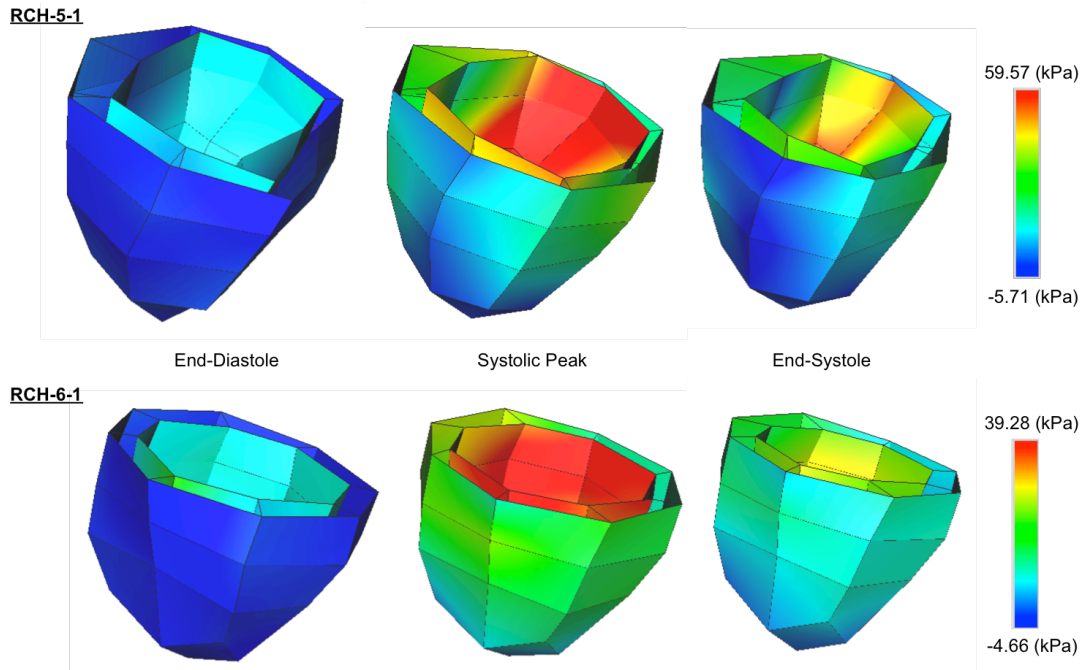 RCH-5-1
59.57 (kPa)
-5.71 (kPa)
End-Diastole
Systolic Peak
End-Systole
RCH-6-1
39.28 (kPa)
-4.66 (kPa)